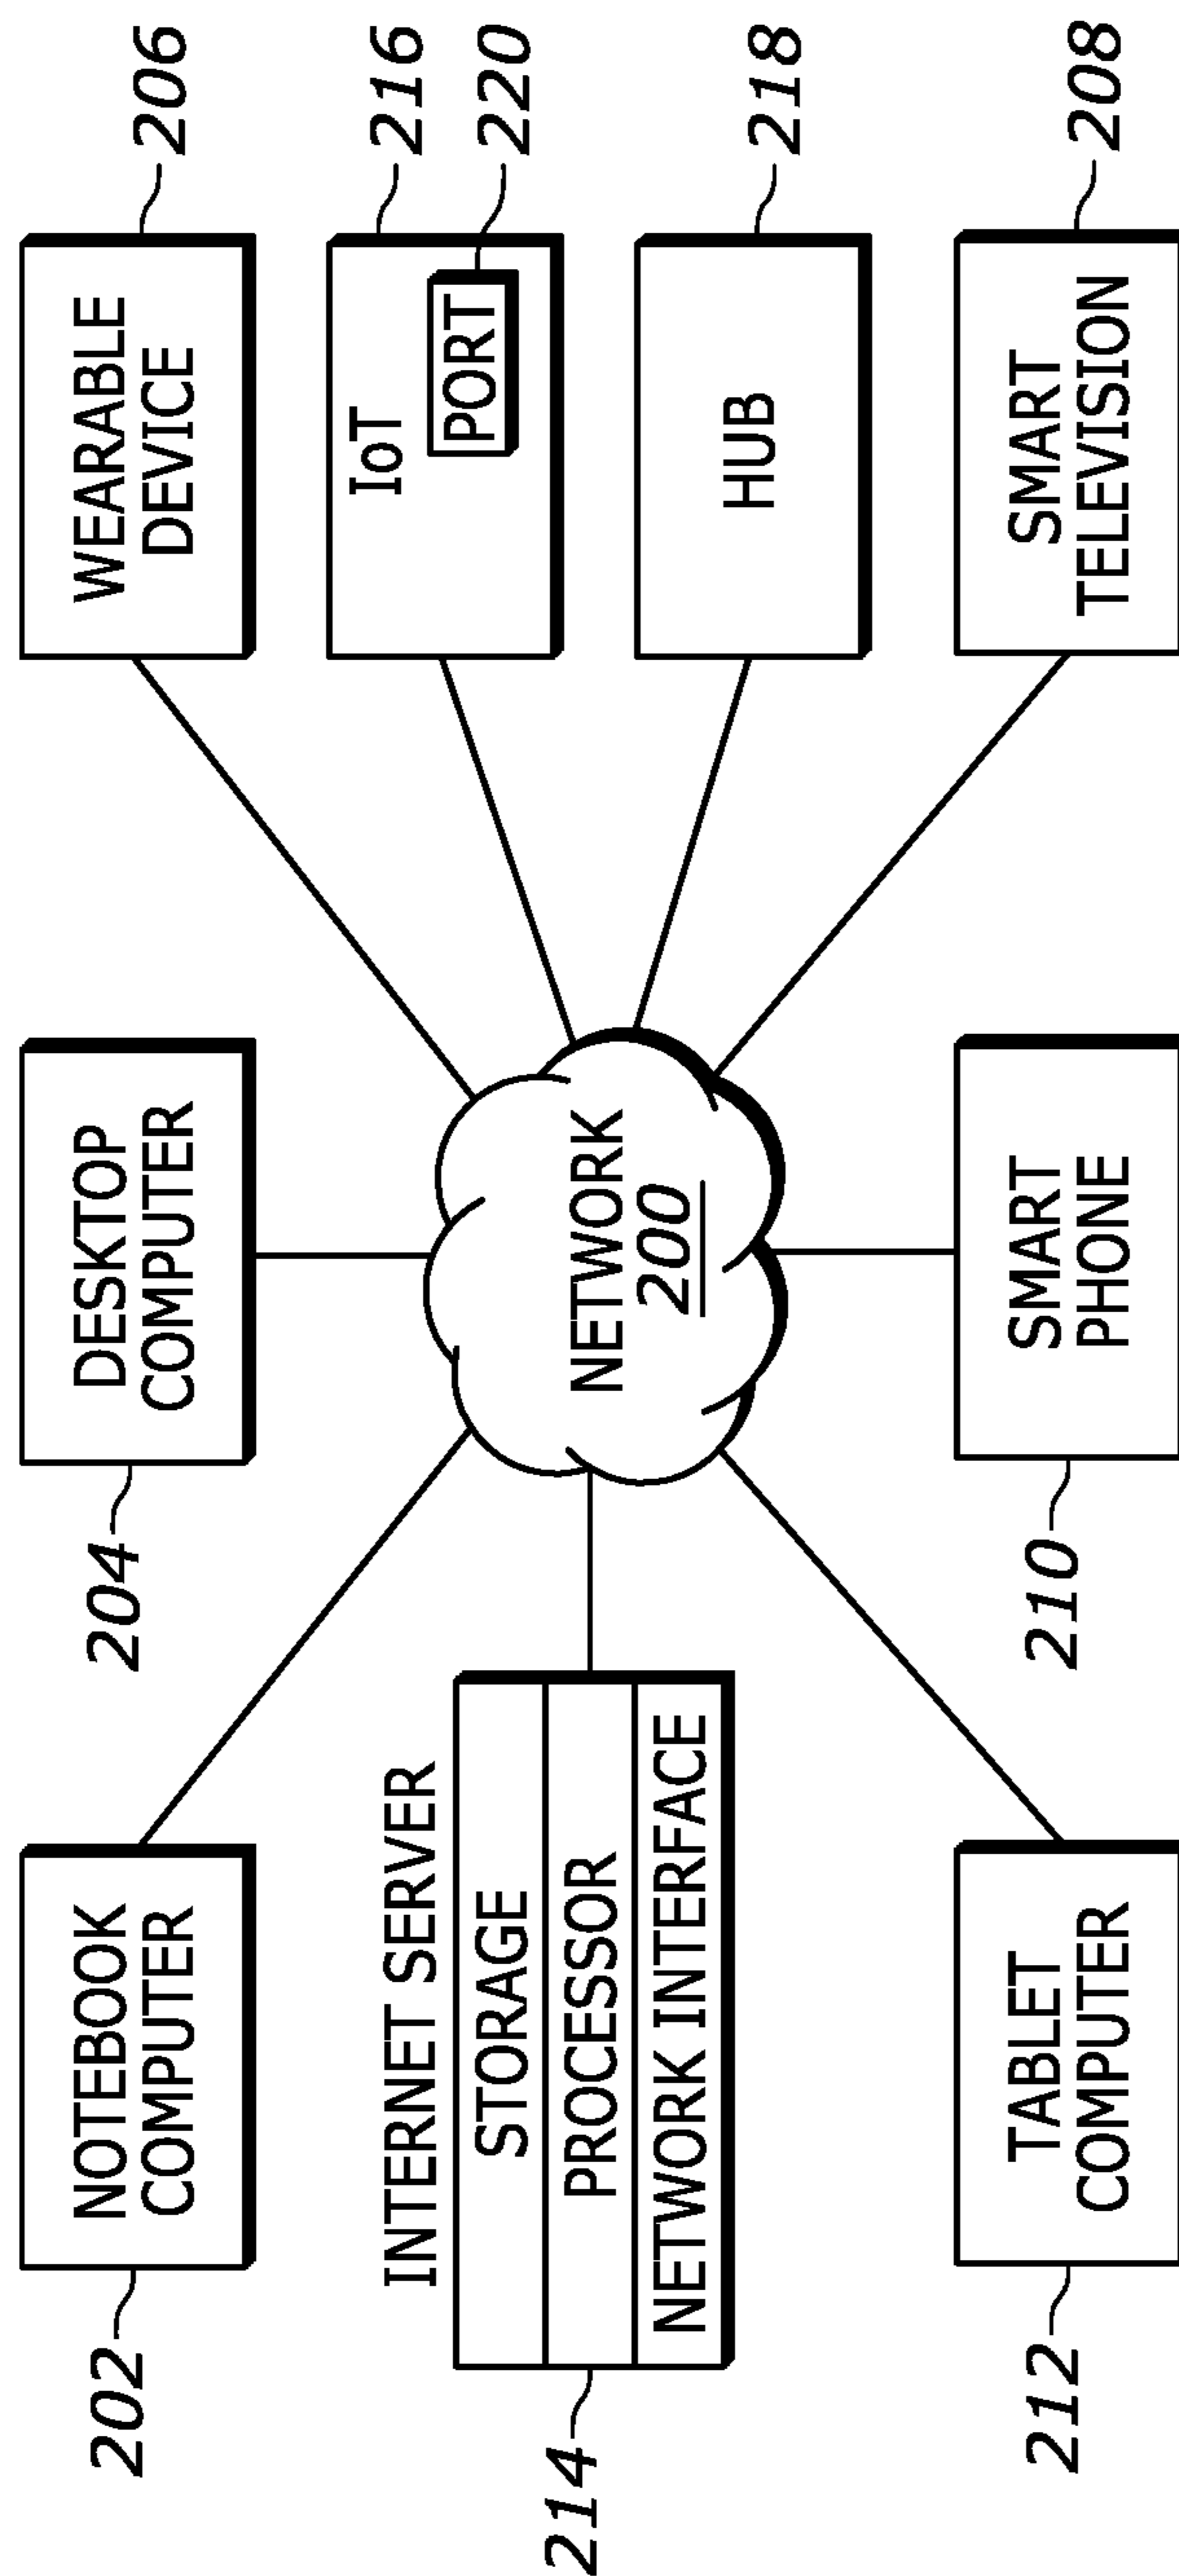 202
NOTEBOOK
COMPUTER
204
DESKTOP
COMPUTER
WEARABLE
DEVICE
206
INTERNET SERVER
STORAGE
PROCESSOR
NETWORK INTERFACE
214
NETWORK
200
IoT
216
PORT
220
HUB
218
212
TABLET
COMPUTER
210
SMART
PHONE
SMART
TELEVISION
208